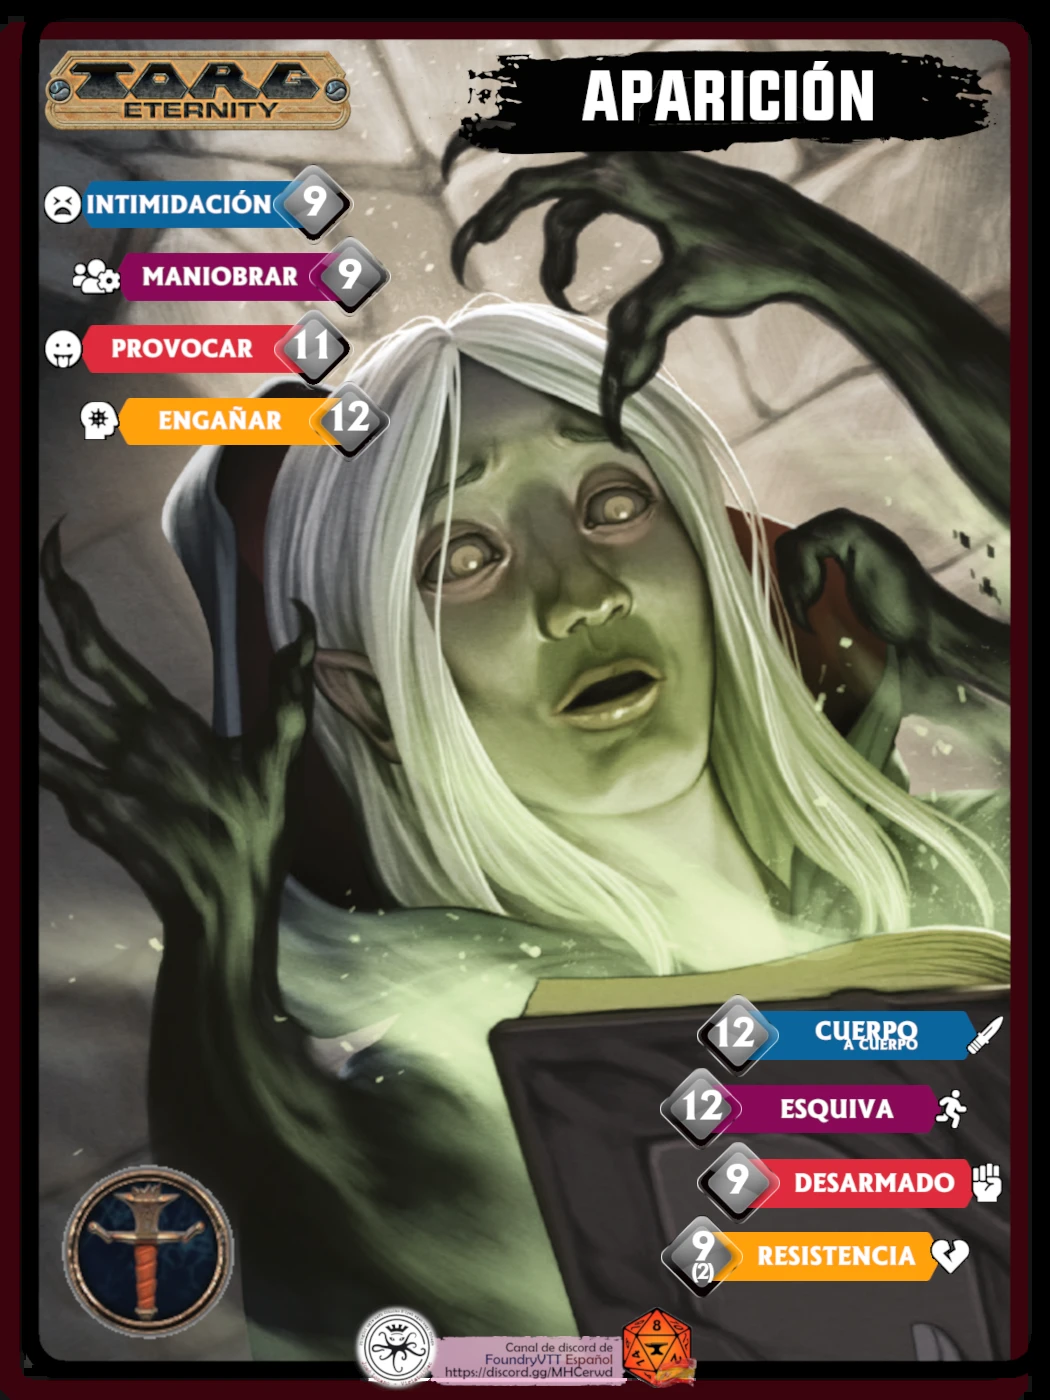 TORG
ETERNITY
APARICIÓN
INTIMIDACIÓN 9
MANIOBRAR 9
PROVOCAR 11
ENGAÑAR 12
12 CUERPO
A CUERPO
12 ESQUIVA
9 DESARMADO
9 RESISTENCIA
(2)
Canal de discord de
FoundryVTT Español
https://discord.gg/MHCerwd
8